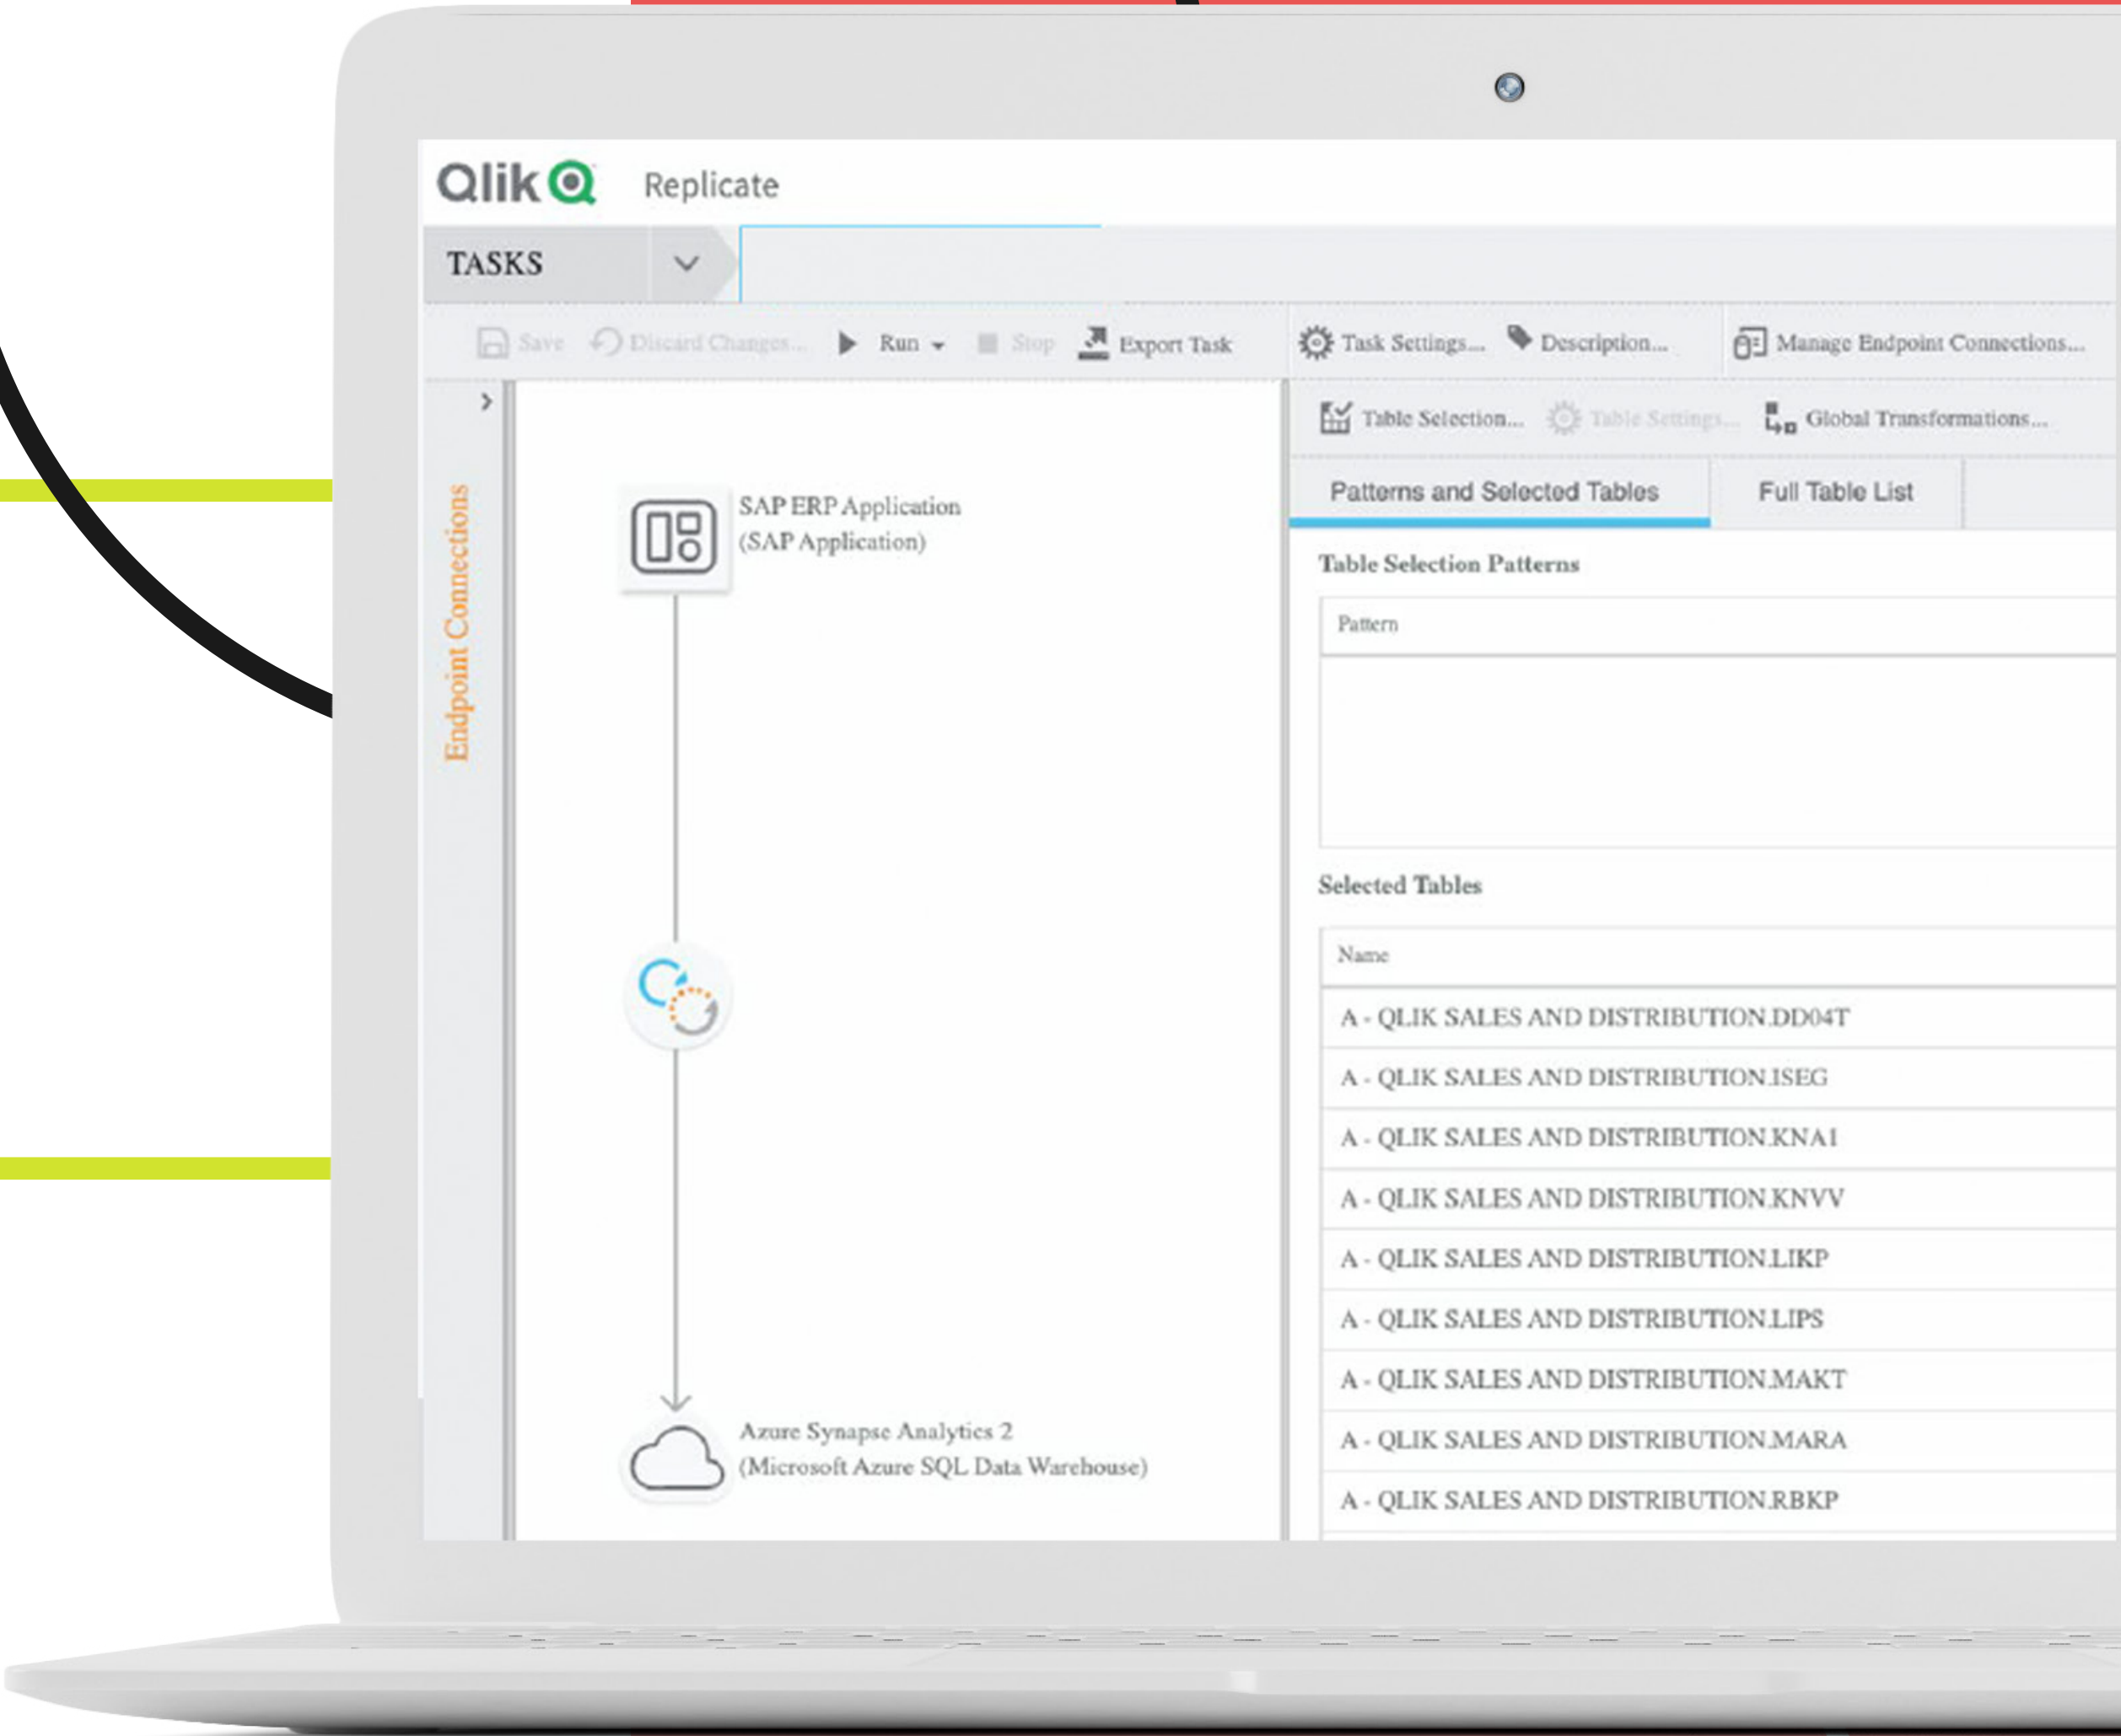 Qlik Replicate
TASKS
Save Discard Changes... Run Stop Export Task Task Settings... Description... Manage Endpoint Connections...
Table Selection... Table Settings... Global Transformations...
Endpoint Connections
SAP ERP Application
(SAP Application)
Azure Synapse Analytics 2
(Microsoft Azure SQL Data Warehouse)
Patterns and Selected Tables Full Table List
Table Selection Patterns
Pattern
Selected Tables
Name
A - QLIK SALES AND DISTRIBUTION.DD04T
A - QLIK SALES AND DISTRIBUTION.ISEG
A - QLIK SALES AND DISTRIBUTION.KNA1
A - QLIK SALES AND DISTRIBUTION.KNVV
A - QLIK SALES AND DISTRIBUTION.LIKP
A - QLIK SALES AND DISTRIBUTION.LIPS
A - QLIK SALES AND DISTRIBUTION.MAKT
A - QLIK SALES AND DISTRIBUTION.MARA
A - QLIK SALES AND DISTRIBUTION.RBKP